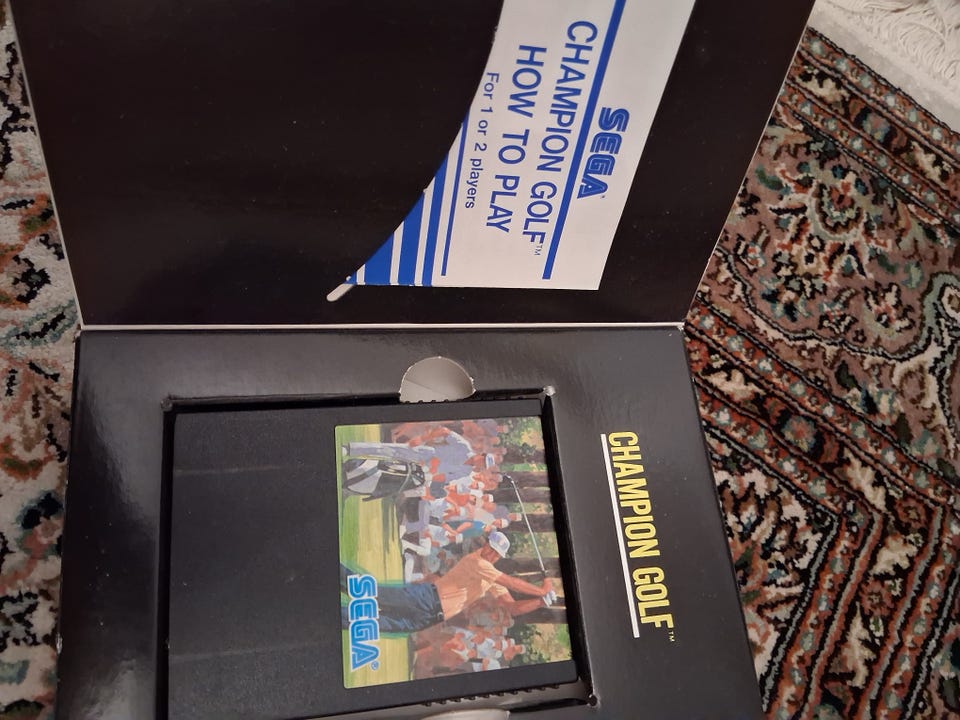 SEGA®
CHAMPION GOLF™
HOW TO PLAY
For 1 or 2 players
CHAMPION GOLF™
SEGA®